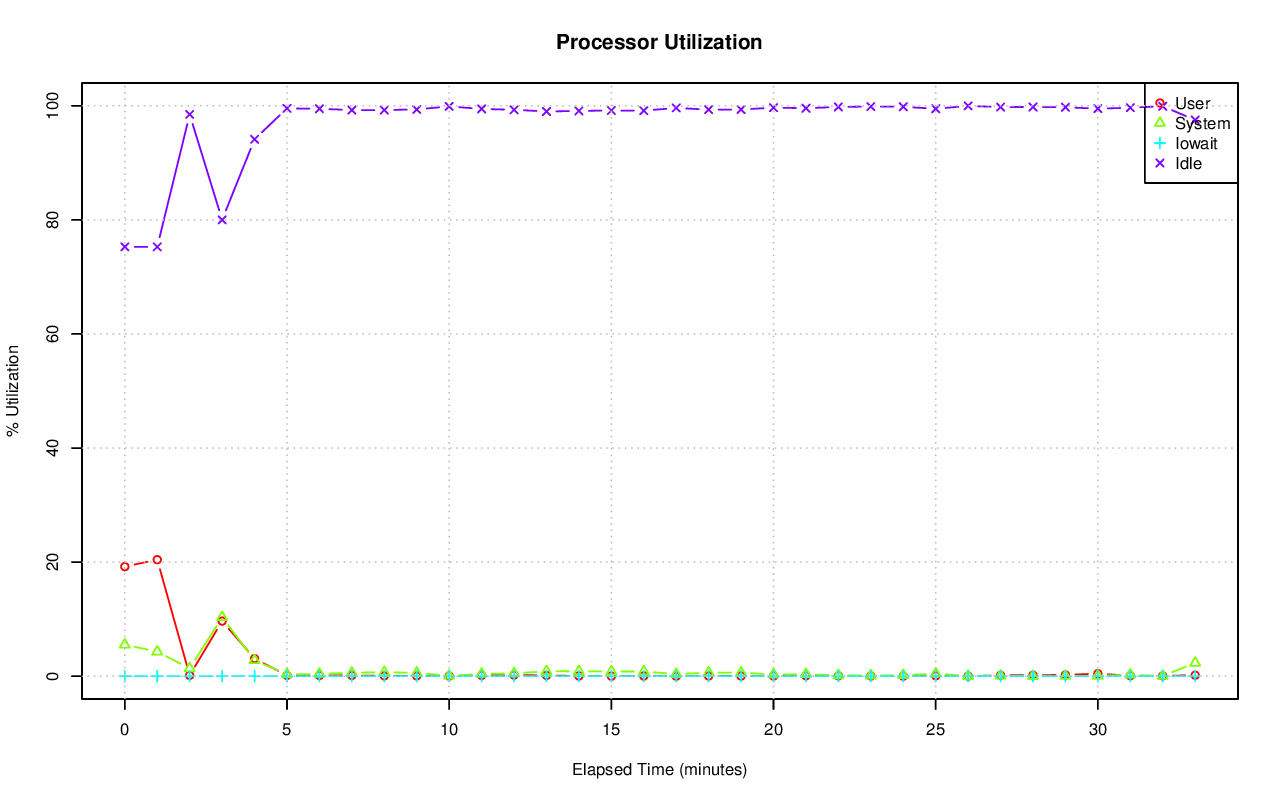 Processor Utilization
100
80
60
40
20
0
% Utilization
User
System
Iowait
Idle
0 5 10 15 20 25 30
Elapsed Time (minutes)